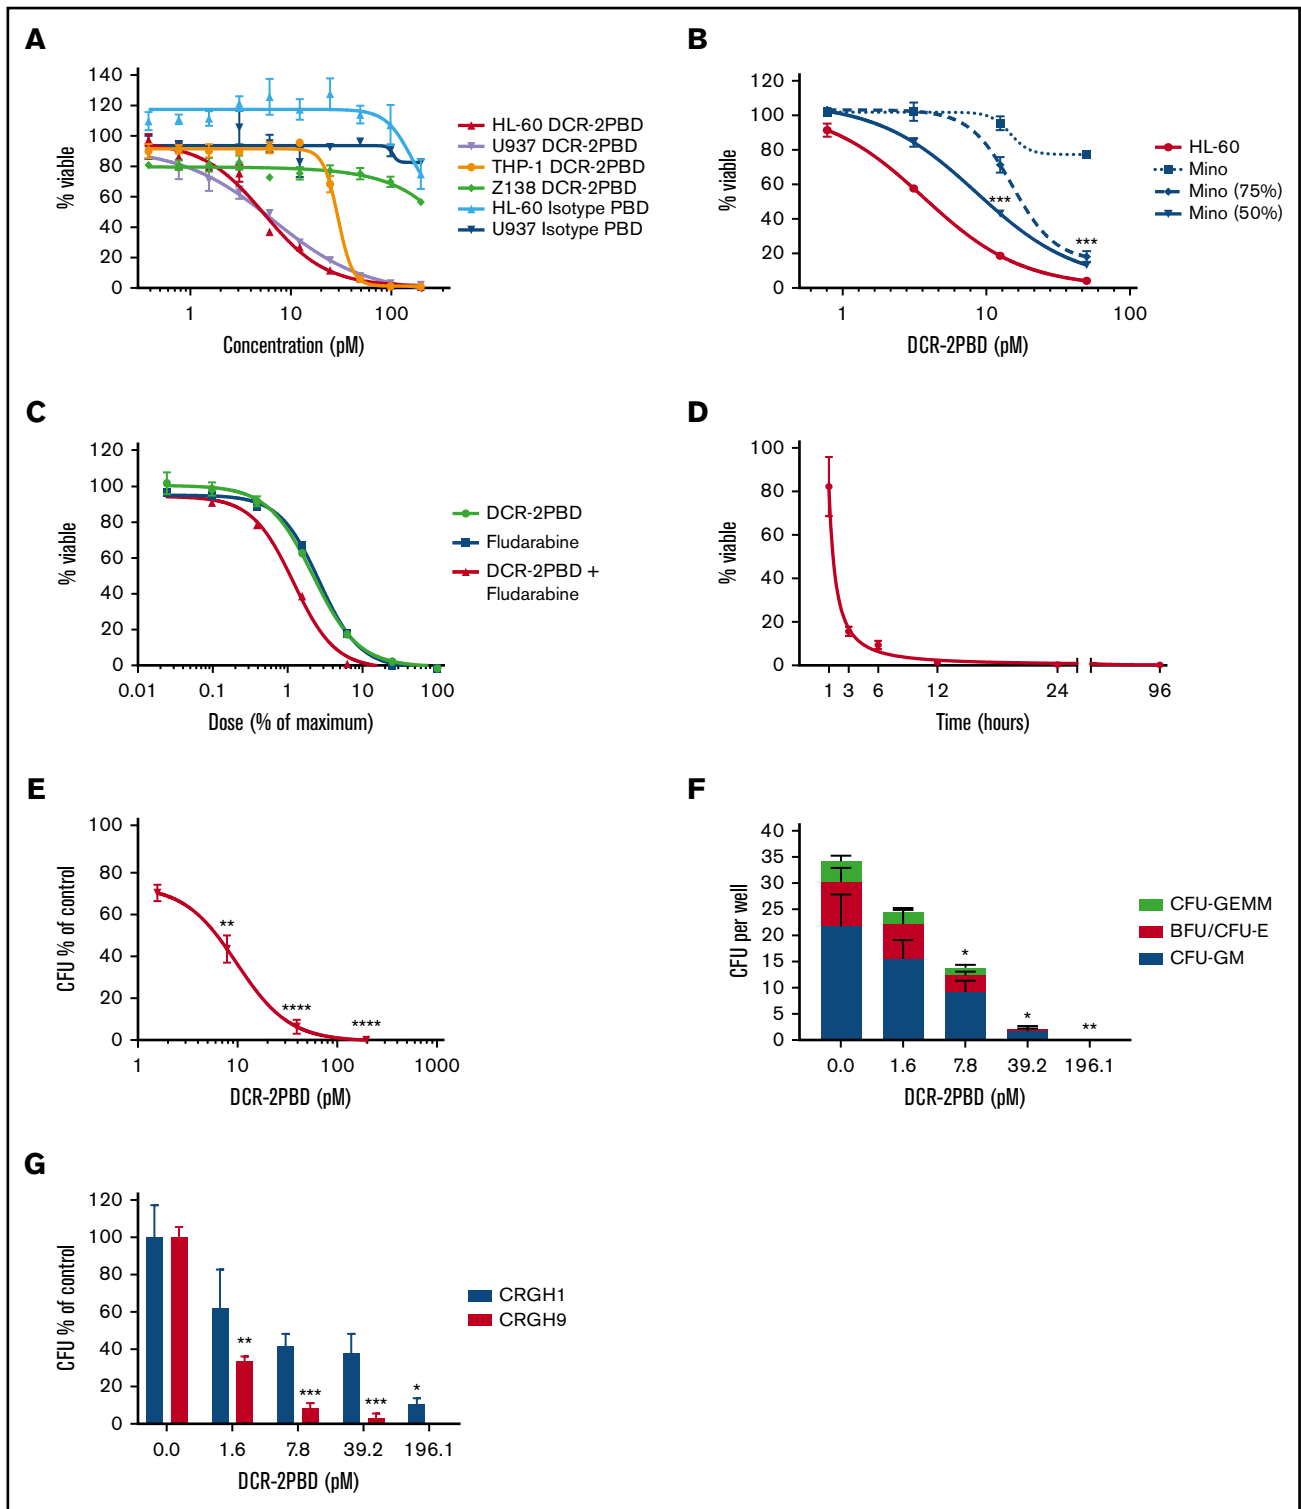 A
140
120
100
80
60
40
20
0
% viable
1
10
100
Concentration (pM)
HL-60 DCR-2PBD
U937 DCR-2PBD
THP-1 DCR-2PBD
Z138 DCR-2PBD
HL-60 Isotype PBD
U937 Isotype PBD
B
120
100
80
60
40
20
0
% viable
***
***
1
10
100
DCR-2PBD (pM)
HL-60
Mino
Mino (75%)
Mino (50%)
C
120
100
80
60
40
20
0
% viable
0.01
0.1
1
10
100
Dose (% of maximum)
DCR-2PBD
Fludarabine
DCR-2PBD +
Fludarabine
D
100
80
60
40
20
0
% viable
1
3
6
12
24
96
Time (hours)
E
100
80
60
40
20
0
CFU % of control
**
****
****
1
10
100
1000
DCR-2PBD (pM)
F
40
35
30
25
20
15
10
5
0
CFU per well
*
*
**
0.0
1.6
7.8
39.2
196.1
DCR-2PBD (pM)
CFU-GEMM
BFU/CFU-E
CFU-GM
G
120
100
80
60
40
20
0
CFU % of control
**
***
***
*
0.0
1.6
7.8
39.2
196.1
DCR-2PBD (pM)
CRGH1
CRGH9